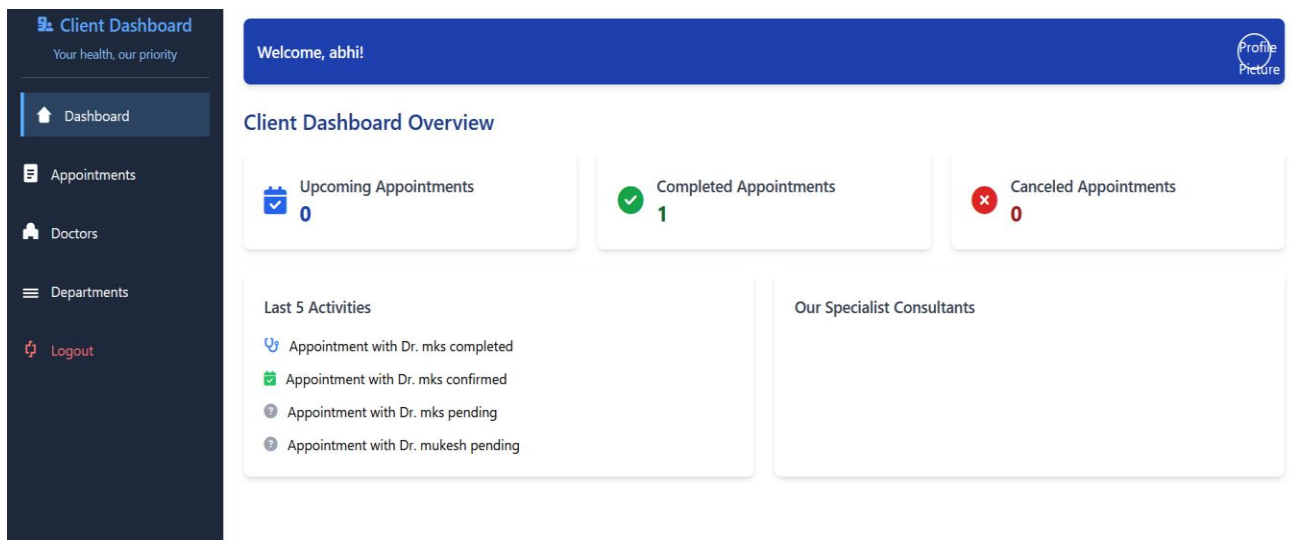 Client Dashboard
Your health, our priority
Dashboard
Appointments
Doctors
Departments
Logout
Welcome, abhi!
Profile
Picture
Client Dashboard Overview
Upcoming Appointments
0
Completed Appointments
1
Canceled Appointments
0
Last 5 Activities
Appointment with Dr. mks completed
Appointment with Dr. mks confirmed
Appointment with Dr. mks pending
Appointment with Dr. mukesh pending
Our Specialist Consultants